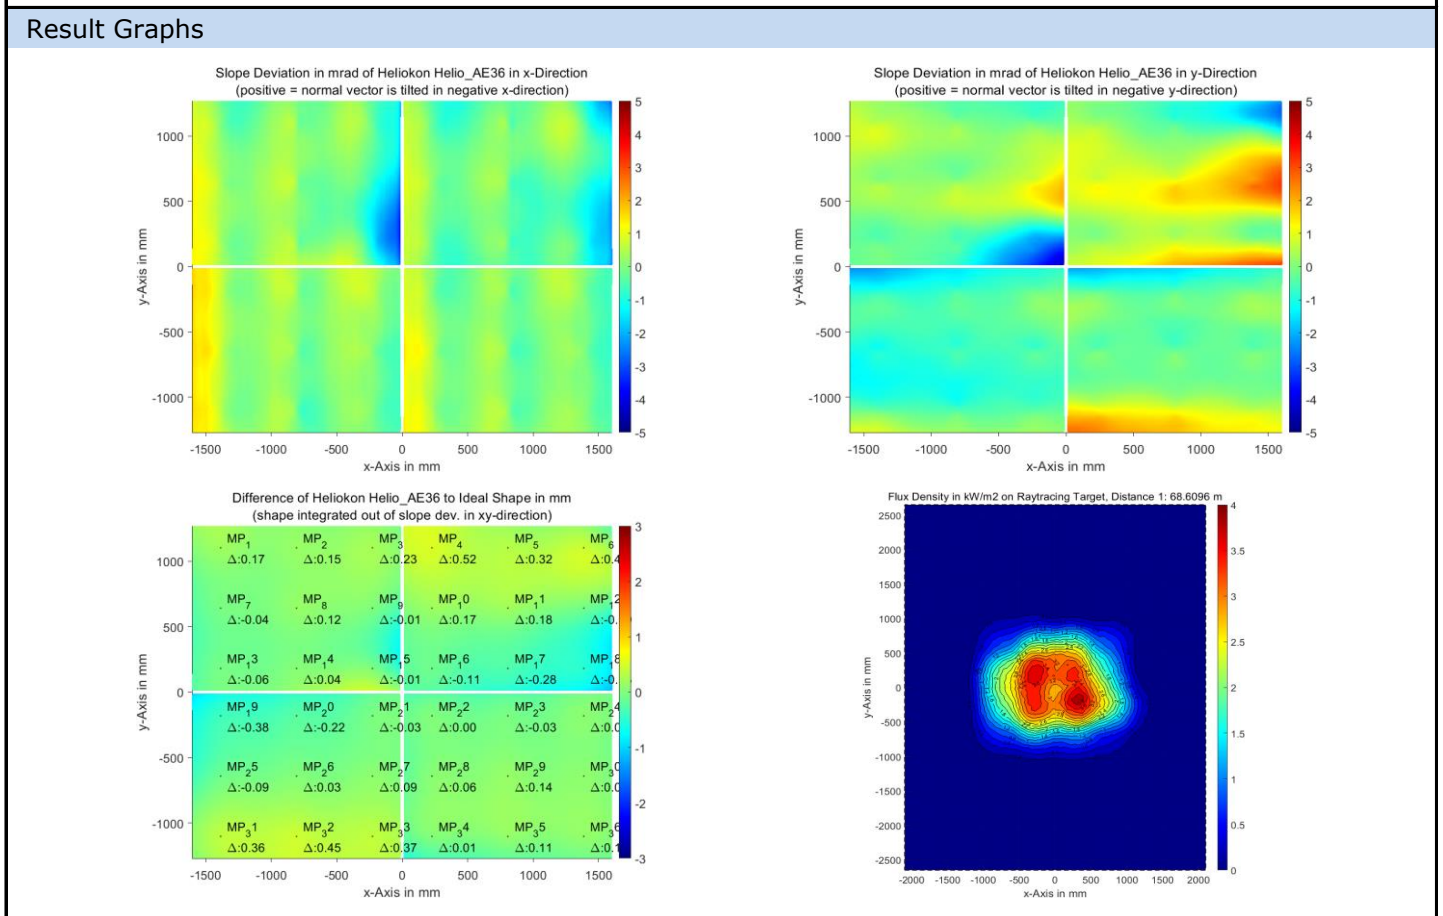 Result Graphs
Slope Deviation in mrad of Heliokon Helio_AE36 in x-Direction
(positive = normal vector is tilted in negative x-direction)
1000
500
0
-500
-1000
y-Axis in mm
-1500 -1000 -500 0 500 1000 1500
x-Axis in mm
5
4
3
2
1
0
-1
-2
-3
-4
-5
Slope Deviation in mrad of Heliokon Helio_AE36 in y-Direction
(positive = normal vector is tilted in negative y-direction)
1000
500
0
-500
-1000
y-Axis in mm
-1500 -1000 -500 0 500 1000 1500
x-Axis in mm
5
4
3
2
1
0
-1
-2
-3
-4
-5
Difference of Heliokon Helio_AE36 to Ideal Shape in mm
(shape integrated out of slope dev. in xy-direction)
1000
500
0
-500
-1000
y-Axis in mm
MP1 MP2 MP3 MP4 MP5 MP6
Δ:0.17 Δ:0.15 Δ:0.23 Δ:0.52 Δ:0.32 Δ:0.4
MP7 MP8 MP9 MP10 MP11 MP12
Δ:-0.04 Δ:0.12 Δ:-0.01 Δ:0.17 Δ:0.18 Δ:-0.
MP13 MP14 MP15 MP16 MP17 MP18
Δ:-0.06 Δ:0.04 Δ:-0.01 Δ:-0.11 Δ:-0.28 Δ:-0.
MP19 MP20 MP21 MP22 MP23 MP24
Δ:-0.38 Δ:-0.22 Δ:-0.03 Δ:0.00 Δ:-0.03 Δ:0.0
MP25 MP26 MP27 MP28 MP29 MP30
Δ:-0.09 Δ:0.03 Δ:0.09 Δ:0.06 Δ:0.14 Δ:0.0
MP31 MP32 MP33 MP34 MP35 MP36
Δ:0.36 Δ:0.45 Δ:0.37 Δ:0.01 Δ:0.11 Δ:0.1
-1500 -1000 -500 0 500 1000 1500
x-Axis in mm
3
2
1
0
-1
-2
-3
Flux Density in kW/m2 on Raytracing Target, Distance 1: 68.6096 m
2500
2000
1500
1000
500
0
-500
-1000
-1500
-2000
-2500
y-Axis in mm
-2000 -1500 -1000 -500 0 500 1000 1500 2000
x-Axis in mm
4
3.5
3
2.5
2
1.5
1
0.5
0